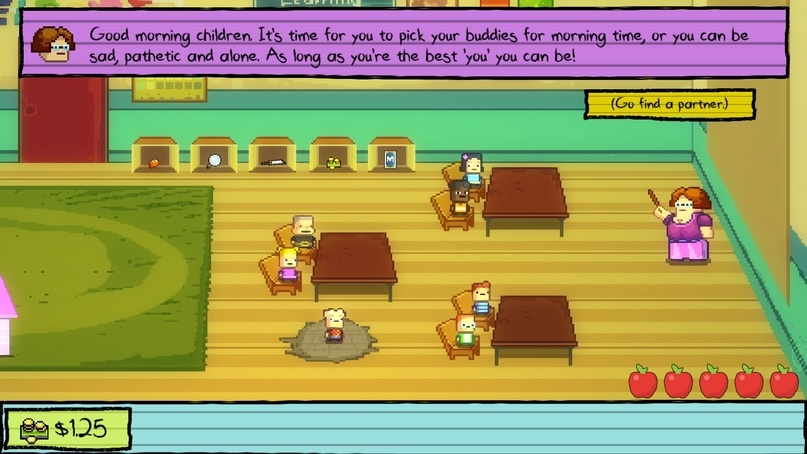 Learning
Good morning children. It's time for you to pick your buddies for morning time, or you can be
sad, pathetic and alone. As long as you're the best 'you' you can be!
(Go find a partner.)
M
$1.25